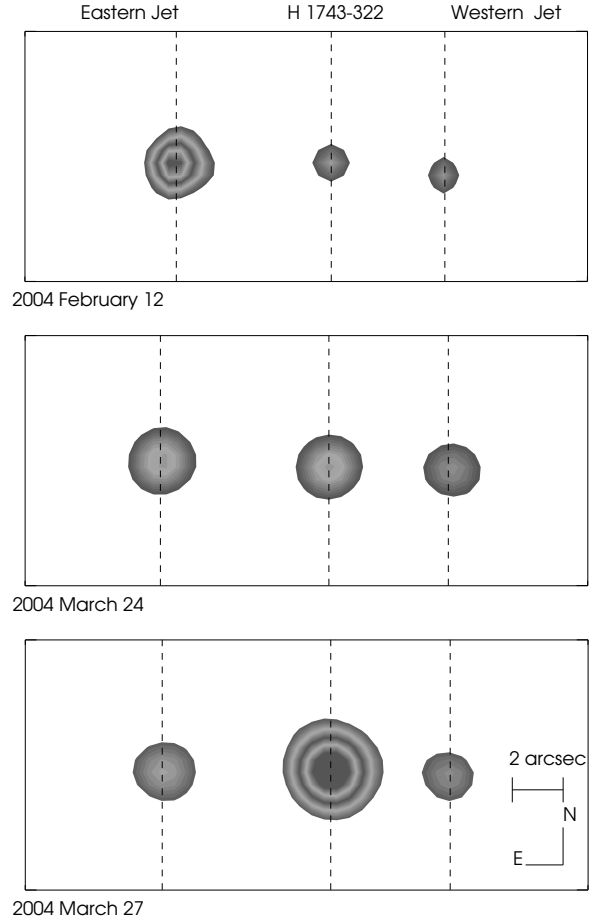 Eastern Jet H 1743-322 Western Jet
2004 February 12
2004 March 24
2 arcsec
N
E
2004 March 27